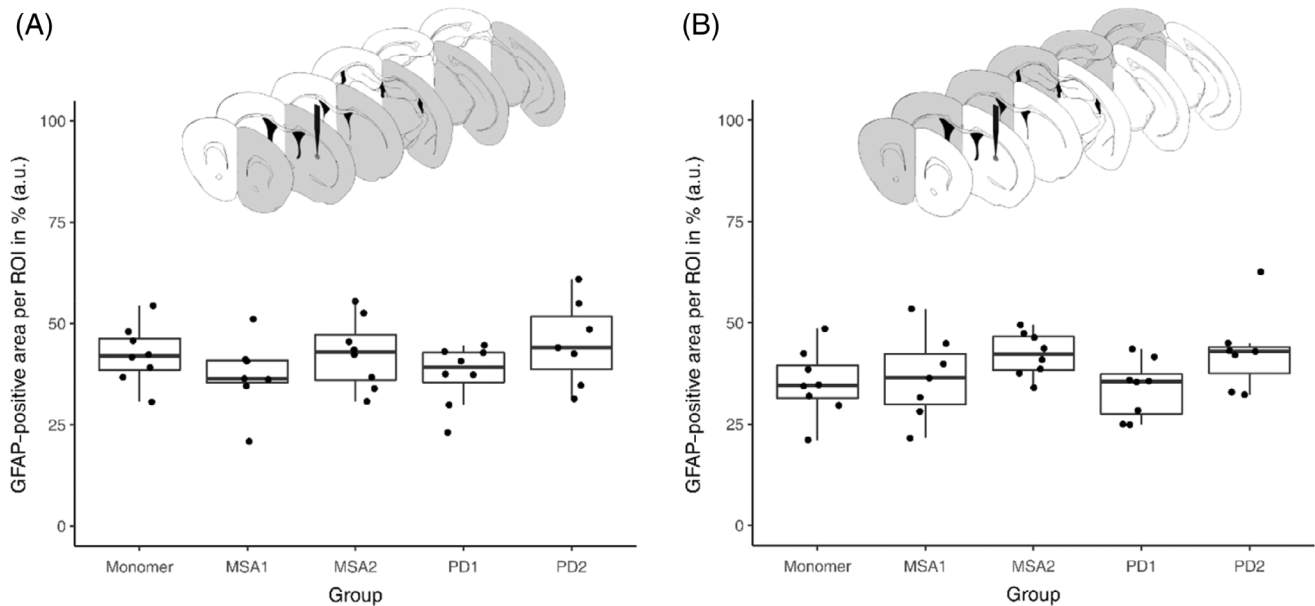 (A)
GFAP-positive area per ROI in % (a.u.)
100
75
50
25
0
Monomer MSA1 MSA2 PD1 PD2
Group
(B)
GFAP-positive area per ROI in % (a.u.)
100
75
50
25
0
Monomer MSA1 MSA2 PD1 PD2
Group